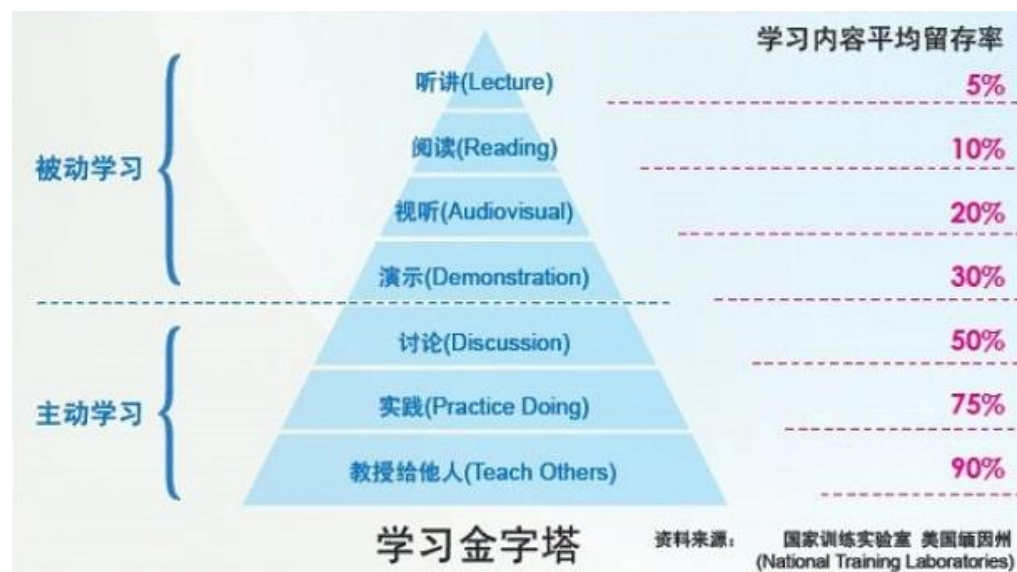 学习内容平均留存率
被动学习
听讲(Lecture) 5%
阅读(Reading) 10%
视听(Audiovisual) 20%
演示(Demonstration) 30%
主动学习
讨论(Discussion) 50%
实践(Practice Doing) 75%
教授给他人(Teach Others) 90%
学习金字塔
资料来源: 国家训练实验室 美国缅因州
(National Training Laboratories)